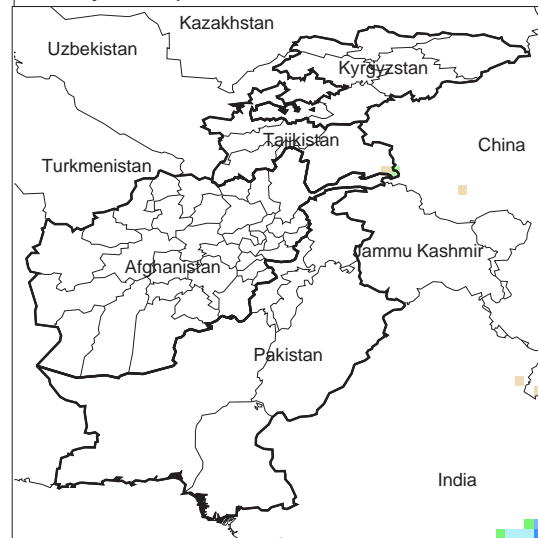 Kazakhstan
Uzbekistan
Kyrgyzstan
Tajikistan
China
Turkmenistan
Jammu Kashmir
Afghanistan
Pakistan
India